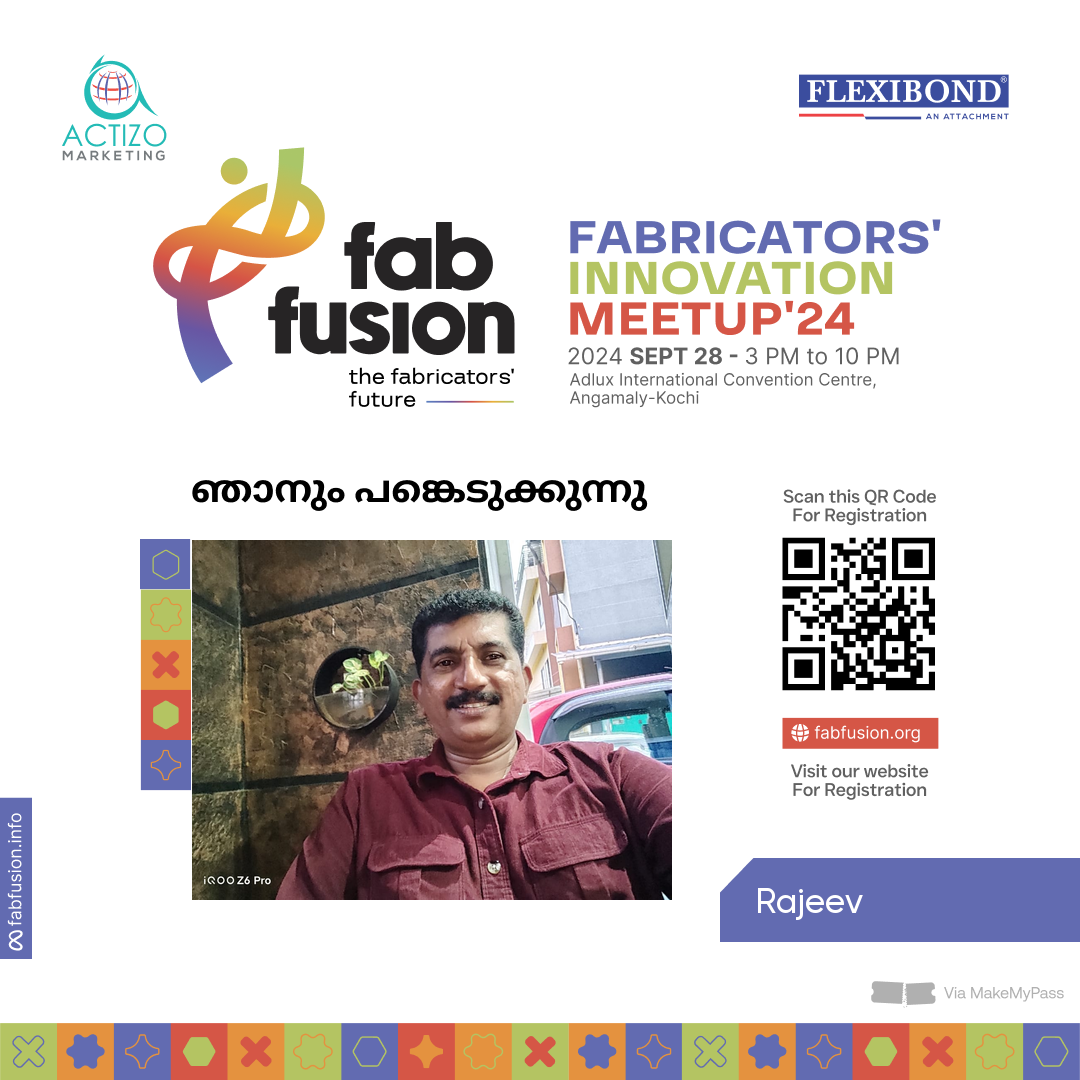 ACTIZO
MARKETING
FLEXIBOND®
AN ATTACHMENT
fab
fusion
the fabricators'
future
FABRICATORS'
INNOVATION
MEETUP'24
2024 SEPT 28 - 3 PM to 10 PM
Adlux International Convention Centre,
Angamaly-Kochi
ഞാനും പങ്കെടുക്കുന്നു
Scan this QR Code
For Registration
fabfusion.org
Visit our website
For Registration
iQOO Z6 Pro
fabfusion.info
Rajeev
Via MakeMyPass